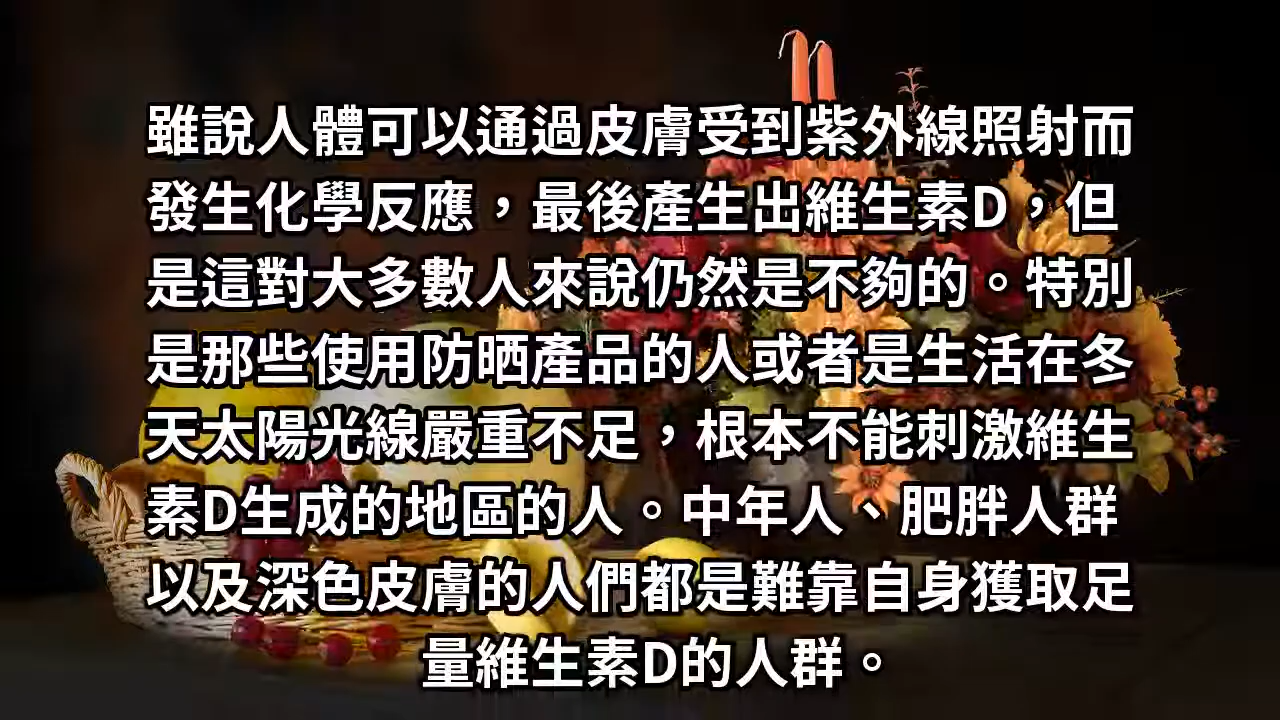 雖說人體可以通過皮膚受到紫外線照射而
發生化學反應，最後產生出維生素D，但
是這對大多數人來說仍然是不夠的。特別
是那些使用防晒產品的人或者是生活在冬
天太陽光線嚴重不足，根本不能刺激維生
素D生成的地區的人。中年人、肥胖人群
以及深色皮膚的人們都是難靠自身獲取足
量維生素D的人群。